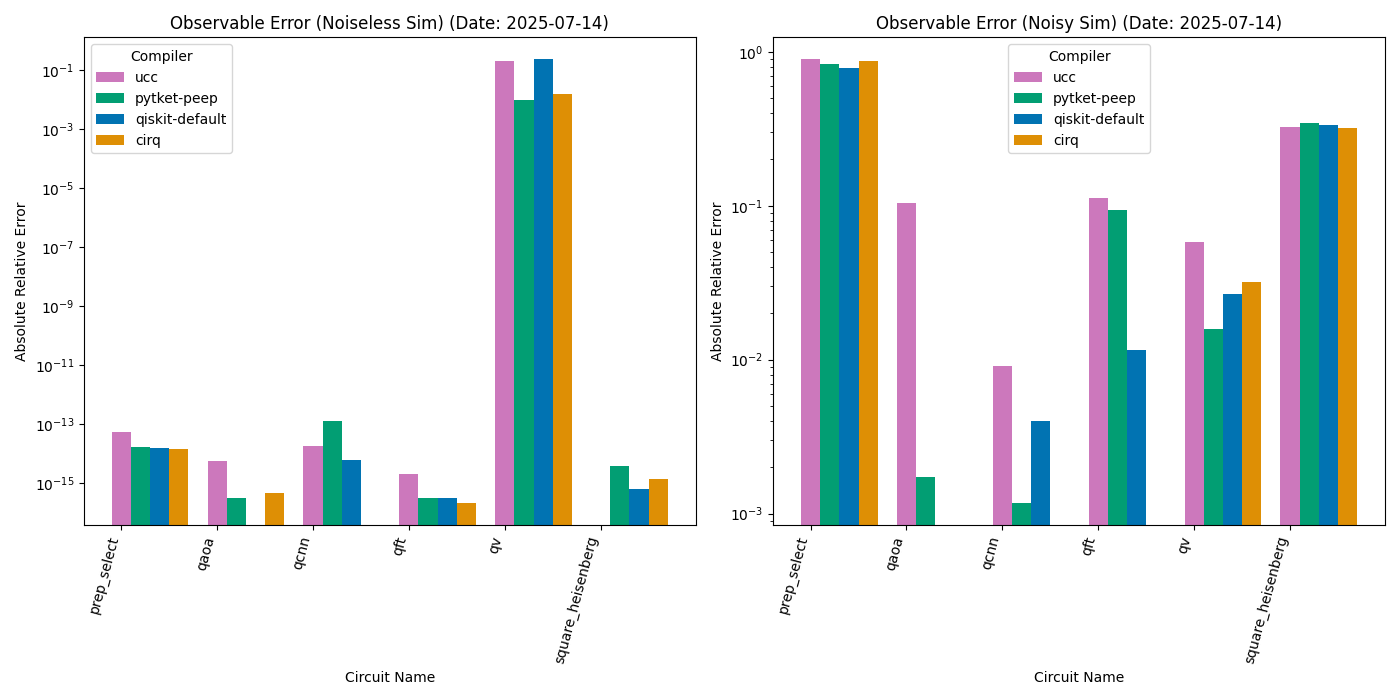 Observable Error (Noiseless Sim) (Date: 2025-07-14)
Absolute Relative Error
10⁻¹
10⁻³
10⁻⁵
10⁻⁷
10⁻⁹
10⁻¹¹
10⁻¹³
10⁻¹⁵
Compiler
ucc
pytket-peep
qiskit-default
cirq
prep_select
qaoa
qcnn
qft
qv
square_heisenberg
Circuit Name
Observable Error (Noisy Sim) (Date: 2025-07-14)
Absolute Relative Error
10⁰
10⁻¹
10⁻²
10⁻³
Compiler
ucc
pytket-peep
qiskit-default
cirq
prep_select
qaoa
qcnn
qft
qv
square_heisenberg
Circuit Name